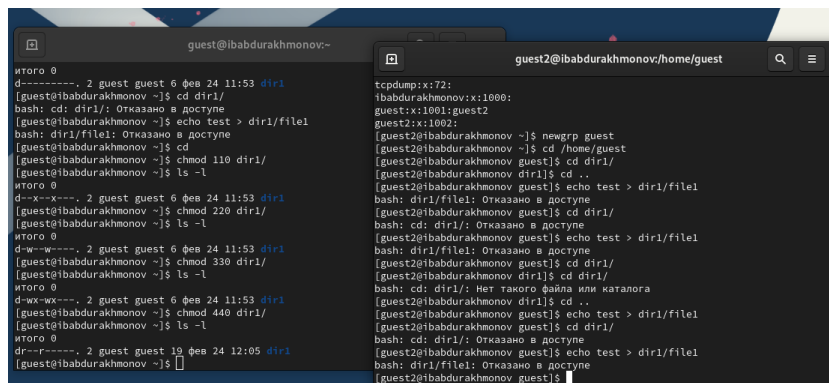 guest@ibabdurakhmonov:~
итого 0
d---------. 2 guest guest 6 фев 24 11:53 dir1
[guest@ibabdurakhmonov ~]$ cd dir1/
bash: cd: dir1/: Отказано в доступе
[guest@ibabdurakhmonov ~]$ echo test > dir1/file1
bash: dir1/file1: Отказано в доступе
[guest@ibabdurakhmonov ~]$ cd
[guest@ibabdurakhmonov ~]$ chmod 110 dir1/
[guest@ibabdurakhmonov ~]$ ls -l
итого 0
d--x--x---. 2 guest guest 6 фев 24 11:53 dir1
[guest@ibabdurakhmonov ~]$ chmod 220 dir1/
[guest@ibabdurakhmonov ~]$ ls -l
итого 0
d-w--w----. 2 guest guest 6 фев 24 11:53 dir1
[guest@ibabdurakhmonov ~]$ chmod 330 dir1/
[guest@ibabdurakhmonov ~]$ ls -l
итого 0
d-wx-wx---. 2 guest guest 6 фев 24 11:53 dir1
[guest@ibabdurakhmonov ~]$ chmod 440 dir1/
[guest@ibabdurakhmonov ~]$ ls -l
итого 0
dr--r-----. 2 guest guest 19 фев 24 12:05 dir1
[guest@ibabdurakhmonov ~]$
guest2@ibabdurakhmonov:/home/guest
tcpdump:x:72:
ibabdurakhmonov:x:1000:
guest:x:1001:guest2
guest2:x:1002:
[guest2@ibabdurakhmonov ~]$ newgrp guest
[guest2@ibabdurakhmonov ~]$ cd /home/guest
[guest2@ibabdurakhmonov guest]$ cd dir1/
[guest2@ibabdurakhmonov dir1]$ cd ..
[guest2@ibabdurakhmonov guest]$ echo test > dir1/file1
bash: dir1/file1: Отказано в доступе
[guest2@ibabdurakhmonov guest]$ cd dir1/
bash: cd: dir1/: Отказано в доступе
[guest2@ibabdurakhmonov guest]$ echo test > dir1/file1
bash: dir1/file1: Отказано в доступе
[guest2@ibabdurakhmonov guest]$ cd dir1/
[guest2@ibabdurakhmonov dir1]$ cd dir1/
bash: cd: dir1/: Нет такого файла или каталога
[guest2@ibabdurakhmonov dir1]$ cd ..
[guest2@ibabdurakhmonov guest]$ echo test > dir1/file1
[guest2@ibabdurakhmonov guest]$ cd dir1/
bash: cd: dir1/: Отказано в доступе
[guest2@ibabdurakhmonov guest]$ echo test > dir1/file1
bash: dir1/file1: Отказано в доступе
[guest2@ibabdurakhmonov guest]$